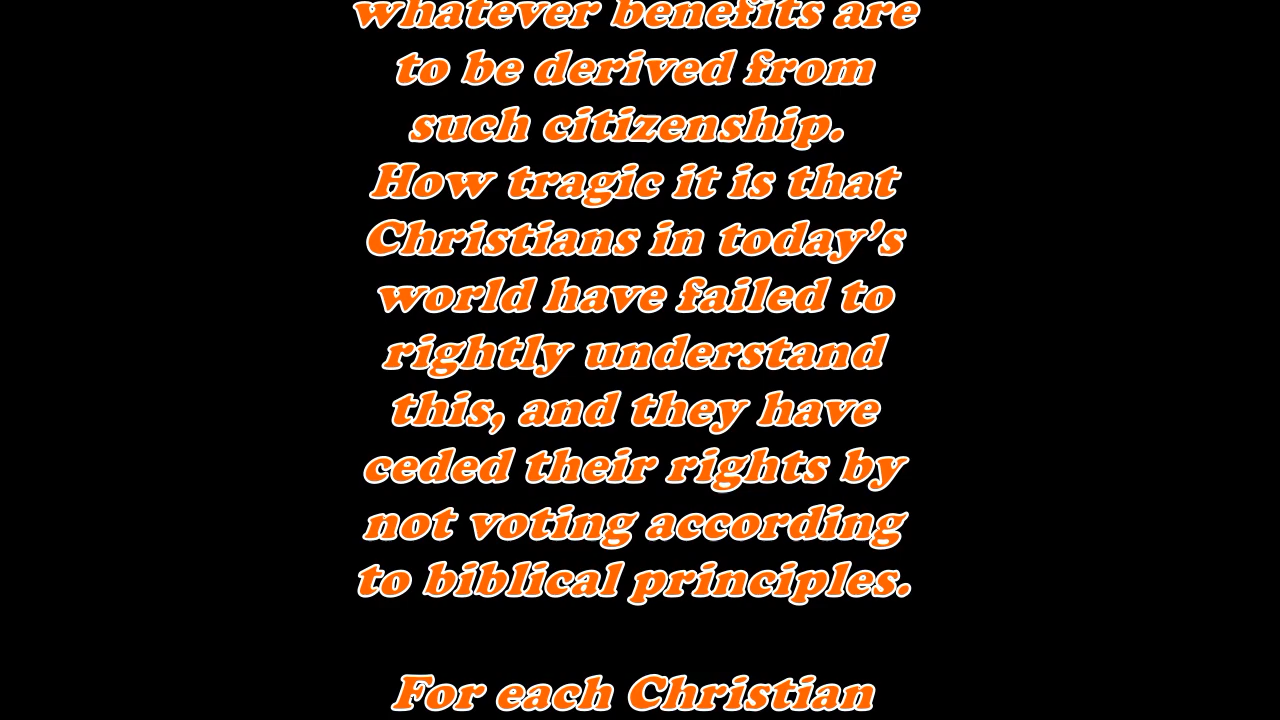 whatever benefits are
to be derived from
such citizenship.
How tragic it is that
Christians in today’s
world have failed to
rightly understand
this, and they have
ceded their rights by
not voting according
to biblical principles.
For each Christian